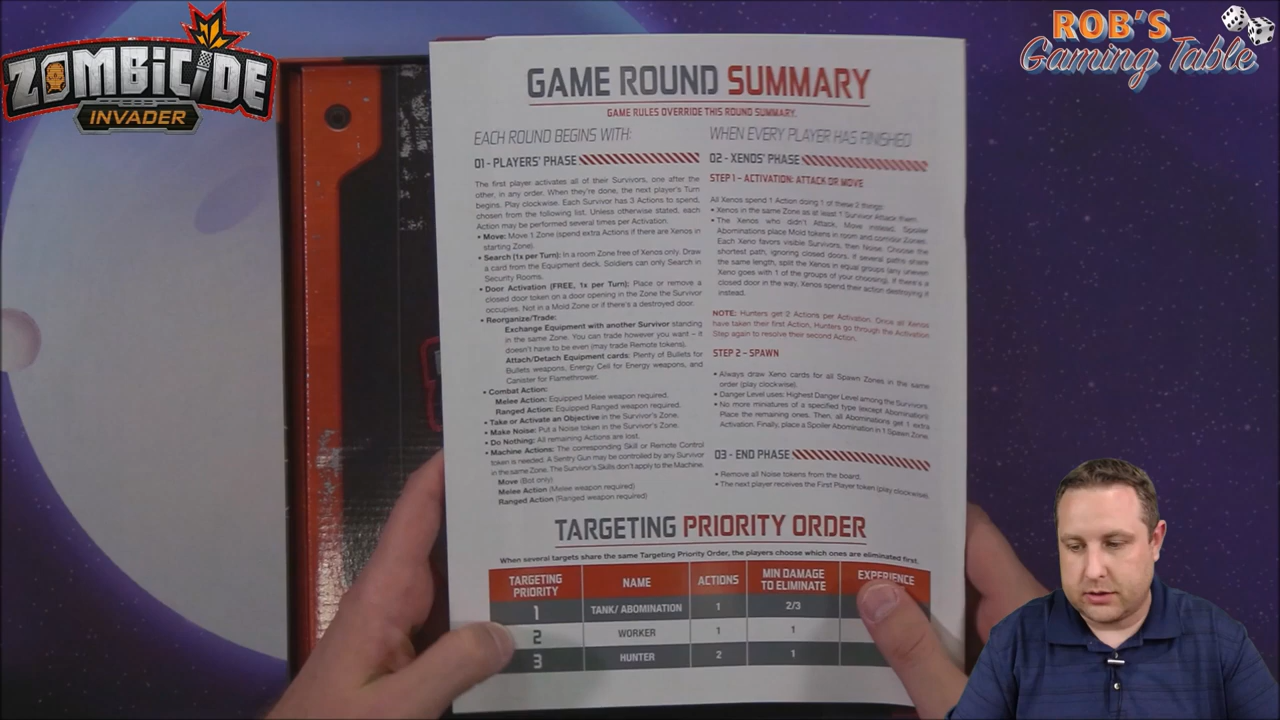 ZOMBICIDE
INVADER
ROB'S
Gaming Table
GAME ROUND SUMMARY
GAME RULES OVERRIDE THIS ROUND SUMMARY.
EACH ROUND BEGINS WITH:
01 - PLAYERS' PHASE
The first player activates all of their Survivors, one after the
other, in any order. When they're done, the next player's Turn
begins. Play clockwise. Each Survivor has 3 Actions to spend,
chosen from the following list. Unless otherwise stated, each
Action may be performed several times per Activation.
• Move: Move 1 Zone (spend extra Actions if there are Xenos in
starting Zone).
• Search (1x per Turn): In a room Zone free of Xenos only. Draw
a card from the Equipment deck. Soldiers can only Search in
Security Rooms.
• Door Activation (FREE, 1x per Turn): Place or remove a
closed door token on a door opening in the Zone the Survivor
occupies. Not in a Mold Zone or if there's a destroyed door.
• Reorganize/Trade:
Exchange Equipment with another Survivor standing
in the same Zone. You can trade however you want – it
doesn't have to be even (may trade Remote tokens).
Attach/Detach Equipment cards: Plenty of Bullets for
Bullets weapons, Energy Cell for Energy weapons, and
Canister for Flamethrower.
• Combat Action:
Melee Action: Equipped Melee weapon required.
Ranged Action: Equipped Ranged weapon required.
• Take or Activate an Objective in the Survivor's Zone.
• Make Noise: Put a Noise token in the Survivor's Zone.
• Do Nothing: All remaining Actions are lost.
• Machine Actions: The corresponding Skill or Remote Control
token is needed. A Sentry Gun may be controlled by any Survivor
in the same Zone. The Survivor's Skills don't apply to the Machine.
Move (Bot only)
Melee Action (Melee weapon required)
Ranged Action (Ranged weapon required)
WHEN EVERY PLAYER HAS FINISHED
02 - XENOS' PHASE
STEP 1 – ACTIVATION: ATTACK OR MOVE
All Xenos spend 1 Action doing 1 of these 2 things:
• Xenos in the same Zone as at least 1 Survivor Attack them.
• The Xenos who didn't Attack, Move instead. Spoiler
Abominations place Mold tokens in room and corridor Zones.
Each Xeno favors visible Survivors, then Noise. Choose the
shortest path, ignoring closed doors. If several paths share
the same length, split the Xenos in equal groups (any uneven
Xeno goes with 1 of the groups of your choosing). If there's a
closed door in the way, Xenos spend their action destroying it
instead.
NOTE: Hunters get 2 Actions per Activation. Once all Xenos
have taken their first Action, Hunters go through the Activation
Step again to resolve their second Action.
STEP 2 – SPAWN
• Always draw Xeno cards for all Spawn Zones in the same
order (play clockwise).
• Danger Level uses: Highest Danger Level among the Survivors.
• No more miniatures of a specified type (except Abomination):
Place the remaining ones. Then, all Abominations get 1 extra
Activation. Finally, place a Spoiler Abomination in 1 Spawn Zone.
03 - END PHASE
• Remove all Noise tokens from the board.
• The next player receives the First Player token (play clockwise).
TARGETING PRIORITY ORDER
When several targets share the same Targeting Priority Order, the players choose which ones are eliminated first.
TARGETING PRIORITY NAME ACTIONS MIN DAMAGE TO ELIMINATE EXPERIENCE
1 TANK/ ABOMINATION 1 2/3
2 WORKER 1 1
3 HUNTER 2 1